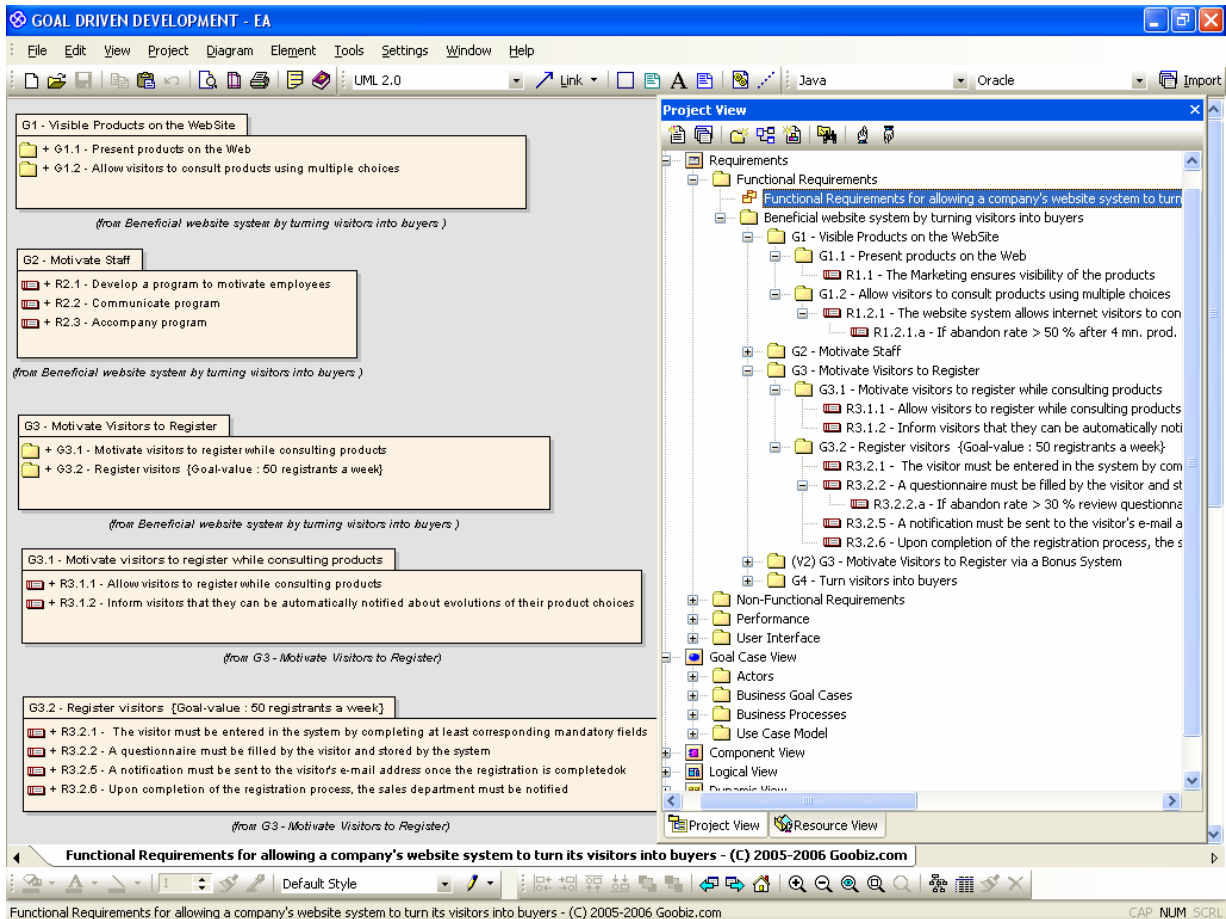 GOAL DRIVEN DEVELOPMENT - EA
File Edit View Project Diagram Element Tools Settings Window Help
UML 2.0 Link A Java Oracle Import
G1 - Visible Products on the WebSite
+ G1.1 - Present products on the Web
+ G1.2 - Allow visitors to consult products using multiple choices
(from Beneficial website system by turning visitors into buyers )
G2 - Motivate Staff
+ R2.1 - Develop a program to motivate employees
+ R2.2 - Communicate program
+ R2.3 - Accompany program
(from Beneficial website system by turning visitors into buyers )
G3 - Motivate Visitors to Register
+ G3.1 - Motivate visitors to register while consulting products
+ G3.2 - Register visitors {Goal-value : 50 registrants a week}
(from Beneficial website system by turning visitors into buyers )
G3.1 - Motivate visitors to register while consulting products
+ R3.1.1 - Allow visitors to register while consulting products
+ R3.1.2 - Inform visitors that they can be automatically notified about evolutions of their product choices
(from G3 - Motivate Visitors to Register)
G3.2 - Register visitors {Goal-value : 50 registrants a week}
+ R3.2.1 - The visitor must be entered in the system by completing at least corresponding mandatory fields
+ R3.2.2 - A questionnaire must be filled by the visitor and stored by the system
+ R3.2.5 - A notification must be sent to the visitor's e-mail address once the registration is completedok
+ R3.2.6 - Upon completion of the registration process, the sales department must be notified
(from G3 - Motivate Visitors to Register)
Project View
Requirements
Functional Requirements
Functional Requirements for allowing a company's website system to turn
Beneficial website system by turning visitors into buyers
G1 - Visible Products on the WebSite
G1.1 - Present products on the Web
R1.1 - The Marketing ensures visibility of the products
G1.2 - Allow visitors to consult products using multiple choices
R1.2.1 - The website system allows internet visitors to con
R1.2.1.a - If abandon rate > 50 % after 4 mn. prod.
G2 - Motivate Staff
G3 - Motivate Visitors to Register
G3.1 - Motivate visitors to register while consulting products
R3.1.1 - Allow visitors to register while consulting products
R3.1.2 - Inform visitors that they can be automatically noti
G3.2 - Register visitors {Goal-value : 50 registrants a week}
R3.2.1 - The visitor must be entered in the system by com
R3.2.2 - A questionnaire must be filled by the visitor and st
R3.2.2.a - If abandon rate > 30 % review questionna
R3.2.5 - A notification must be sent to the visitor's e-mail a
R3.2.6 - Upon completion of the registration process, the s
(V2) G3 - Motivate Visitors to Register via a Bonus System
G4 - Turn visitors into buyers
Non-Functional Requirements
Performance
User Interface
Goal Case View
Actors
Business Goal Cases
Business Processes
Use Case Model
Component View
Logical View
Dynamic View
Project View Resource View
Functional Requirements for allowing a company's website system to turn its visitors into buyers - (C) 2005-2006 Goobiz.com
A 1 Default Style
Functional Requirements for allowing a company's website system to turn its visitors into buyers - (C) 2005-2006 Goobiz.com CAP NUM SCRL